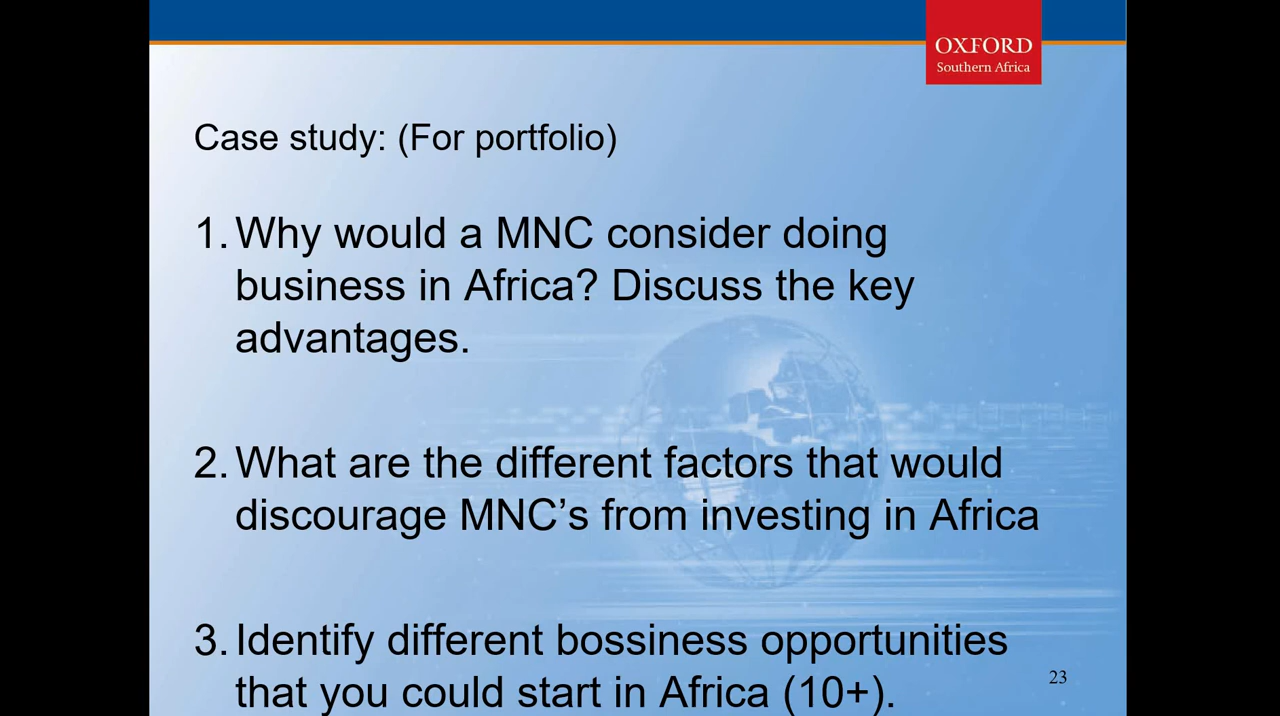 OXFORD
Southern Africa
Case study: (For portfolio)
1. Why would a MNC consider doing
business in Africa? Discuss the key
advantages.
2. What are the different factors that would
discourage MNC’s from investing in Africa
3. Identify different bossiness opportunities
that you could start in Africa (10+).
23